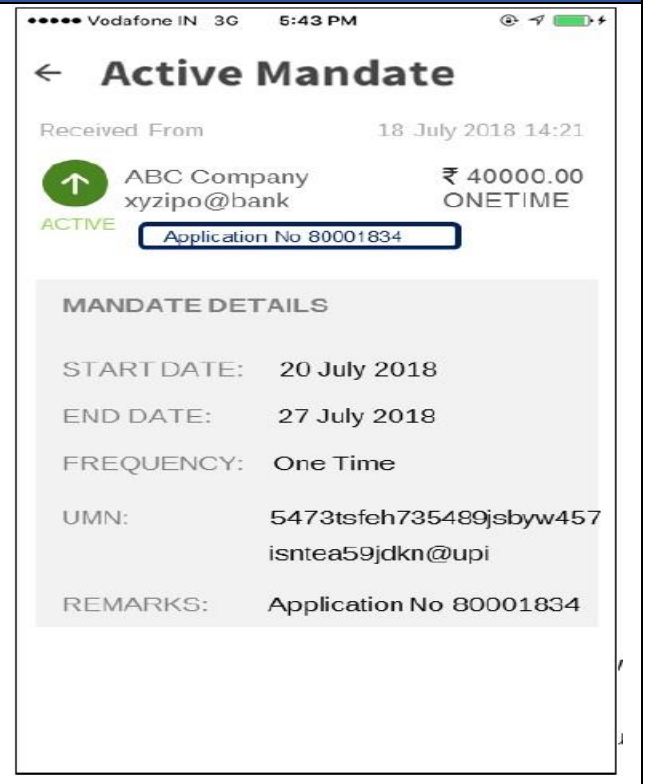 Vodafone IN 3G 5:43 PM
← Active Mandate
Received From 18 July 2018 14:21
ABC Company ₹ 40000.00
xyzipo@bank ONETIME
ACTIVE
Application No 80001834
MANDATE DETAILS
START DATE: 20 July 2018
END DATE: 27 July 2018
FREQUENCY: One Time
UMN: 5473tsfeh735489jsbyw457
isntea59jdkn@upi
REMARKS: Application No 80001834